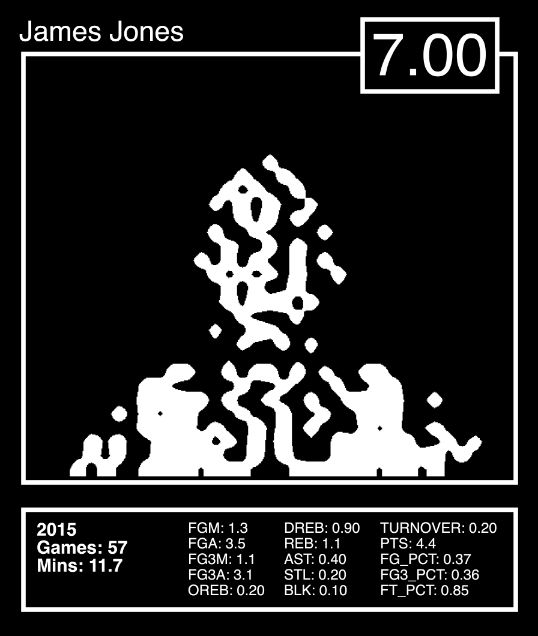 James Jones
7.00
2015
Games: 57
Mins: 11.7
FGM: 1.3
FGA: 3.5
FG3M: 1.1
FG3A: 3.1
OREB: 0.20
DREB: 0.90
REB: 1.1
AST: 0.40
STL: 0.20
BLK: 0.10
TURNOVER: 0.20
PTS: 4.4
FG_PCT: 0.37
FG3_PCT: 0.36
FT_PCT: 0.85